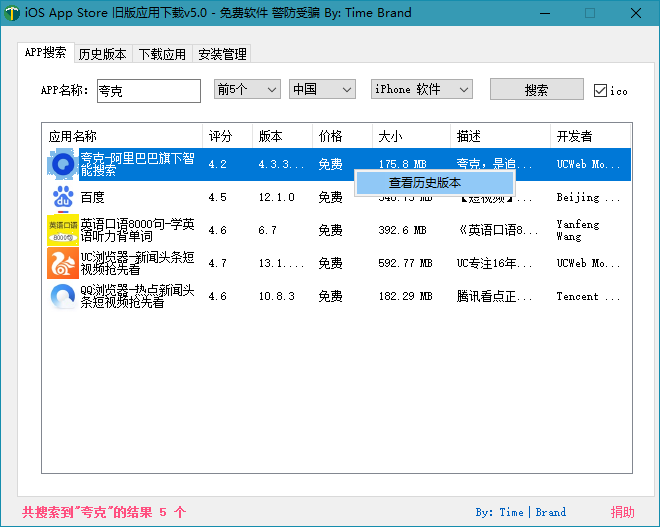 iOS App Store 旧版应用下载v5.0 - 免费软件 警防受骗 By: Time Brand
APP搜索 历史版本 下载应用 安装管理
APP名称: 夸克 前5个 中国 iPhone 软件 搜索 ico
应用名称 评分 版本 价格 大小 描述 开发者
夸克-阿里巴巴旗下智能搜索 4.2 4.3.3... 免费 175.8 MB 夸克，是追... UCWeb Mo...
查看历史版本
百度 4.5 12.1.0 免费 【短视频】... Beijing ...
英语口语
8000句
英语口语8000句-学英语听力背单词 4.6 6.7 免费 392.6 MB 《英语口语8... Yanfeng Wang
UC浏览器-新闻头条短视频抢先看 4.7 13.1.... 免费 592.77 MB UC专注16年... UCWeb Mo...
QQ浏览器-热点新闻头条短视频抢先看 4.6 10.8.3 免费 182.29 MB 腾讯看点正... Tencent ...
共搜索到"夸克"的结果 5 个 By: Time|Brand 捐助